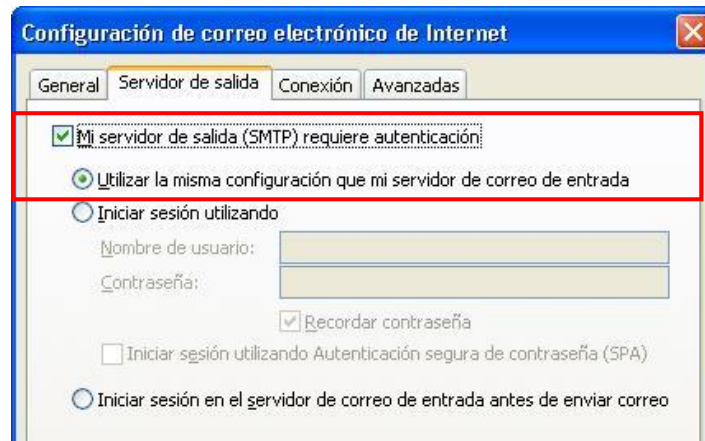 Configuración de correo electrónico de Internet
General Servidor de salida Conexión Avanzadas
Mi servidor de salida (SMTP) requiere autenticación
Utilizar la misma configuración que mi servidor de correo de entrada
Iniciar sesión utilizando
Nombre de usuario:
Contraseña:
Recordar contraseña
Iniciar sesión utilizando Autenticación segura de contraseña (SPA)
Iniciar sesión en el servidor de correo de entrada antes de enviar correo